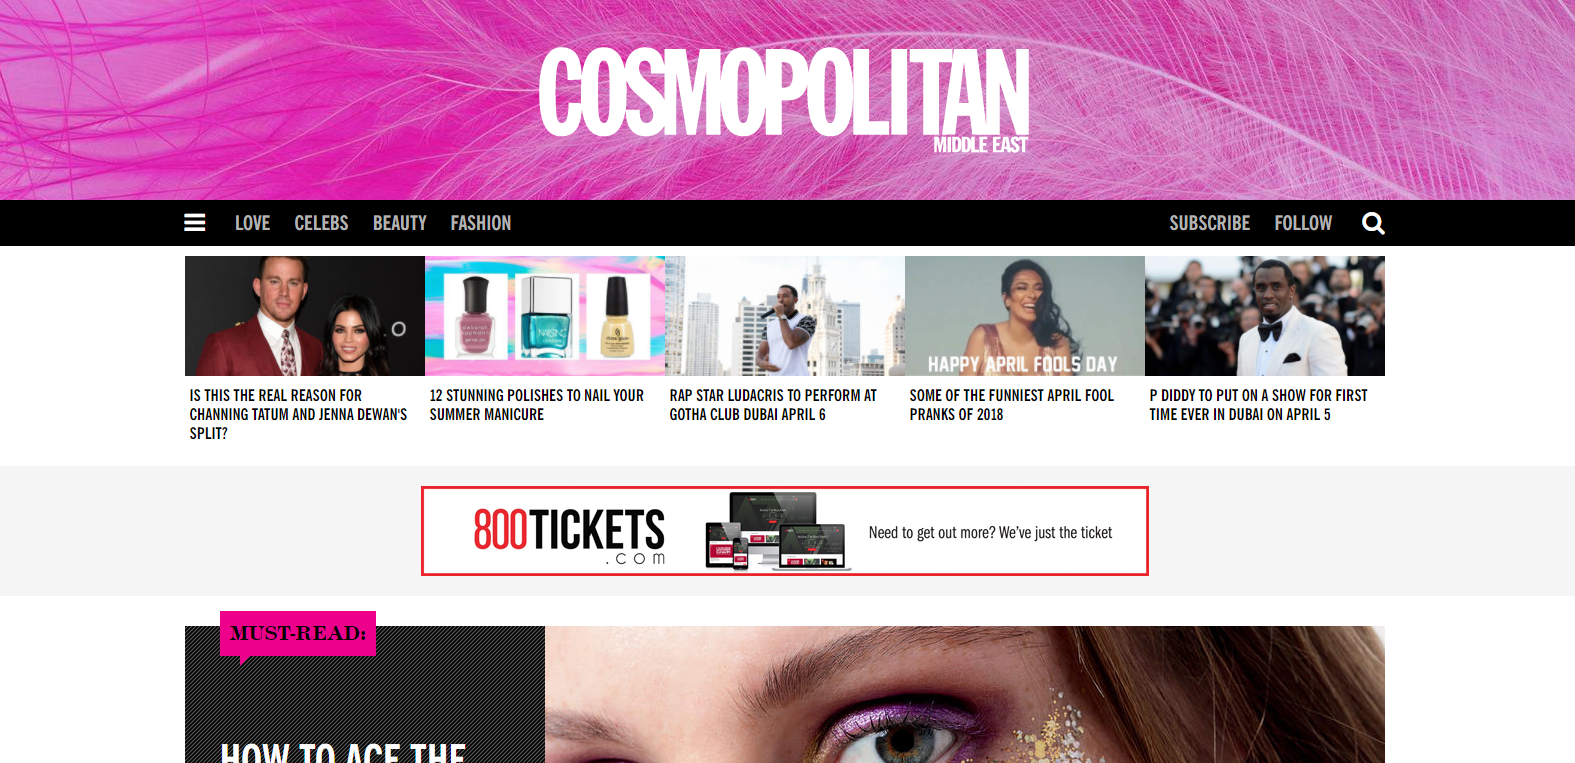 COSMOPOLITAN
MIDDLE EAST
LOVE CELEBS BEAUTY FASHION SUBSCRIBE FOLLOW
HAPPY APRIL FOOLS DAY
IS THIS THE REAL REASON FOR
CHANNING TATUM AND JENNA DEWAN'S
SPLIT?
12 STUNNING POLISHES TO NAIL YOUR
SUMMER MANICURE
RAP STAR LUDACRIS TO PERFORM AT
GOTHA CLUB DUBAI APRIL 6
SOME OF THE FUNNIEST APRIL FOOL
PRANKS OF 2018
P DIDDY TO PUT ON A SHOW FOR FIRST
TIME EVER IN DUBAI ON APRIL 5
800TICKETS
.com
Need to get out more? We've just the ticket
MUST-READ:
HOW TO ACE THE